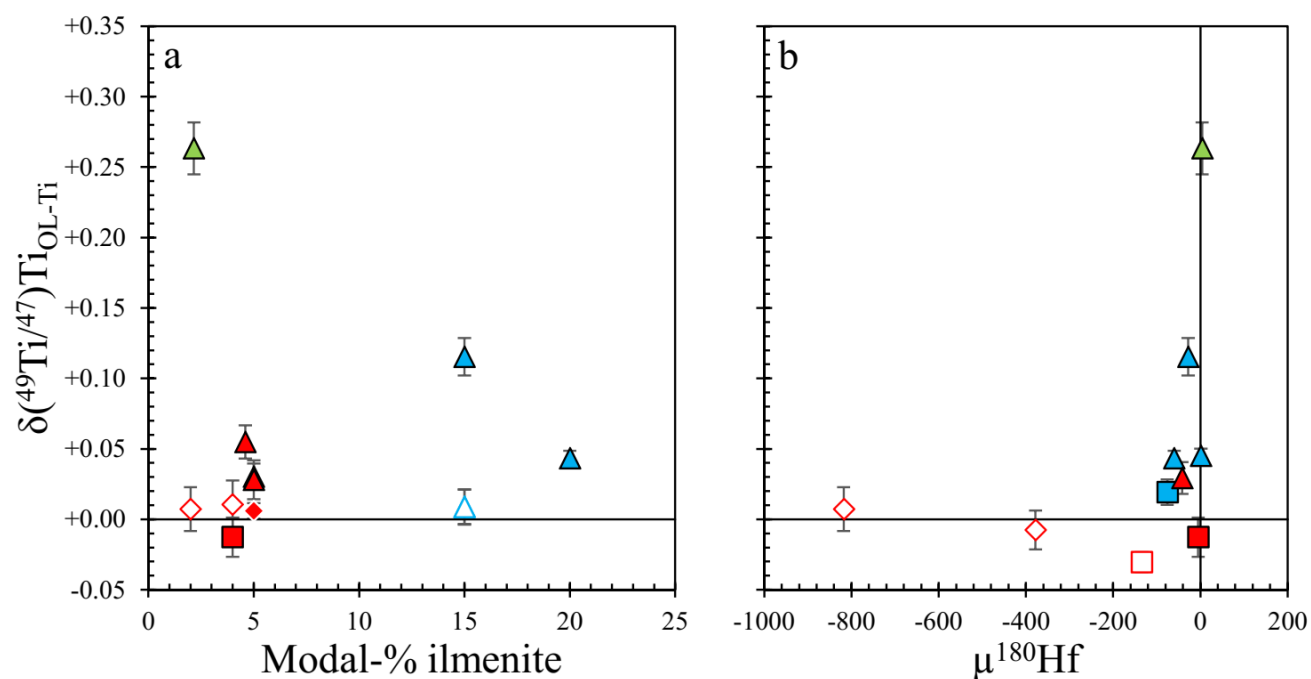 a
b
+0.35
+0.30
+0.25
+0.20
+0.15
+0.10
+0.05
+0.00
-0.05
δ(⁴⁹Ti/⁴⁷)Ti_OL-Ti
0 5 10 15 20 25
Modal-% ilmenite
-1000 -800 -600 -400 -200 0 200
μ¹⁸⁰Hf